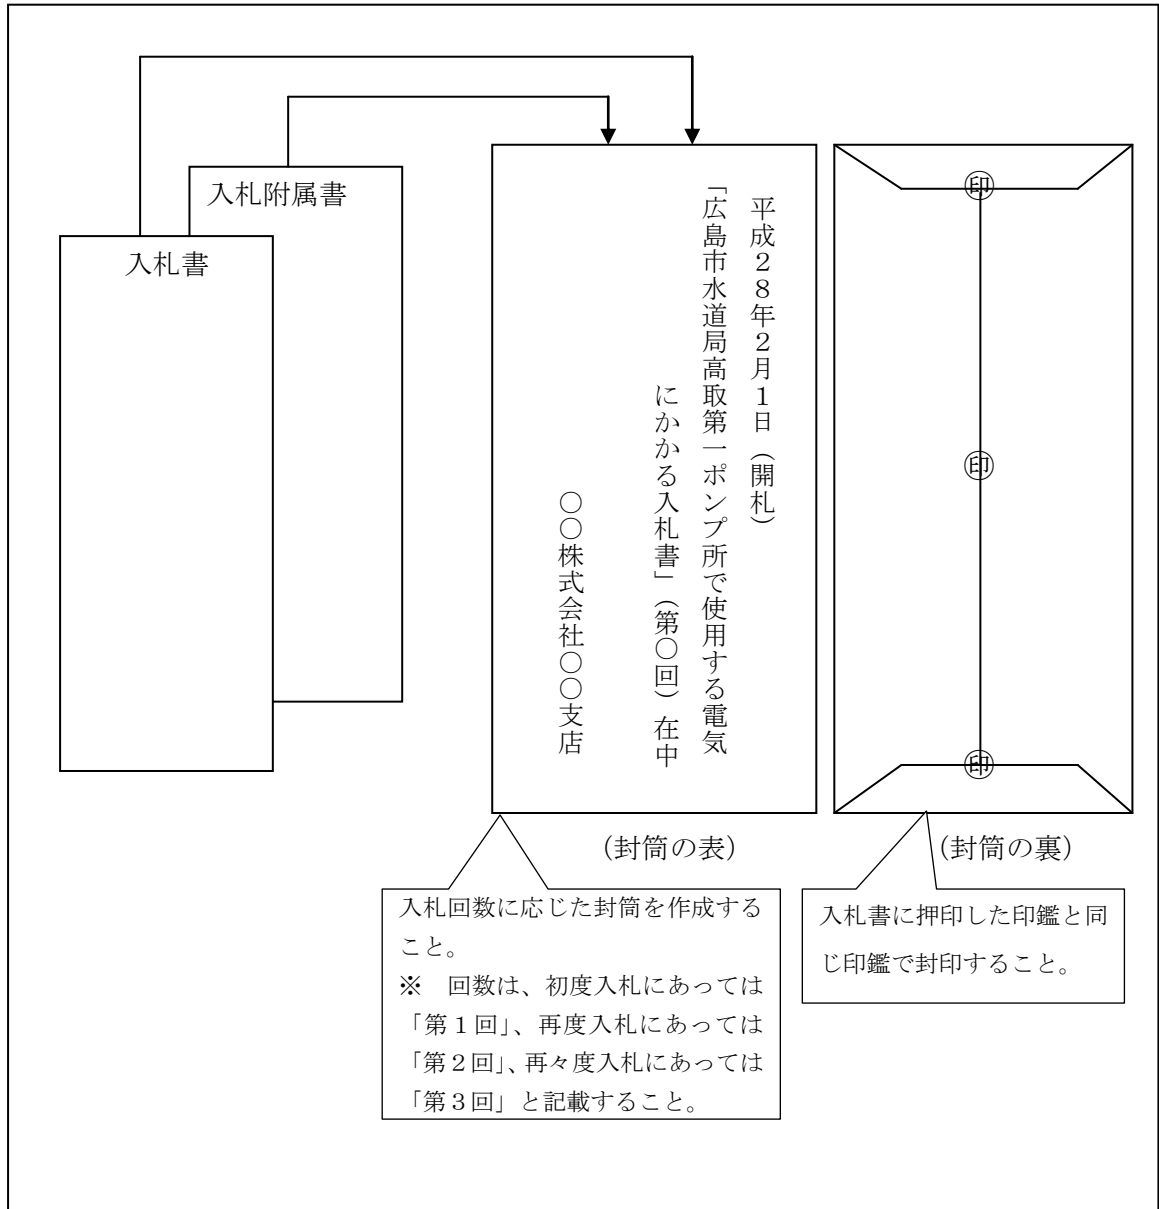 入札附属書
入札書
平成２８年２月１日（開札）
「広島市水道局高取第一ポンプ所で使用する電気
にかかる入札書」（第○回）在中
○○株式会社○○支店
㊞
㊞
㊞
（封筒の表）
（封筒の裏）
入札回数に応じた封筒を作成する
こと。
※　回数は、初度入札にあっては
「第１回」、再度入札にあっては
「第２回」、再々度入札にあっては
「第３回」と記載すること。
入札書に押印した印鑑と同
じ印鑑で封印すること。